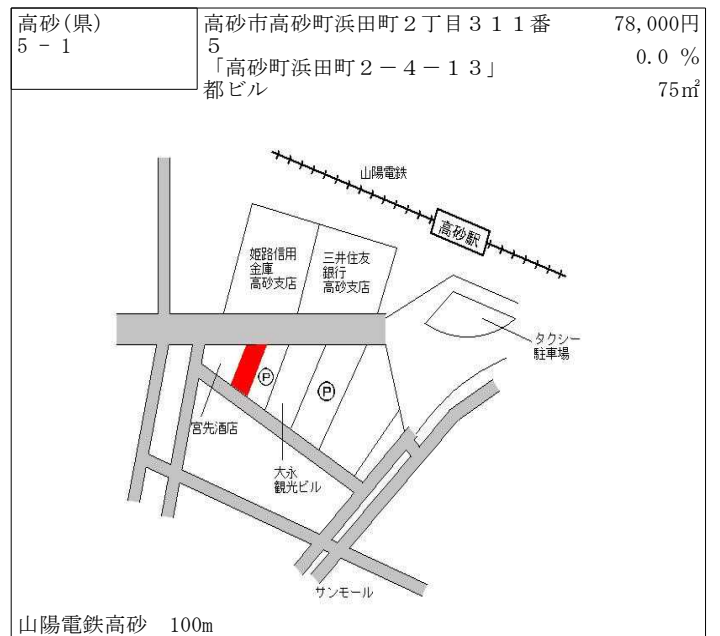 高砂(県)
5 - 1
高砂市高砂町浜田町２丁目３１１番
5
「高砂町浜田町２－４－１３」
都ビル
78,000円
0.0 %
75㎡
山陽電鉄
高砂駅
姫路信用
金庫
高砂支店
三井住友
銀行
高砂支店
タクシー
駐車場
P
P
宮先酒店
大永
観光ビル
サンモール
山陽電鉄高砂　100m